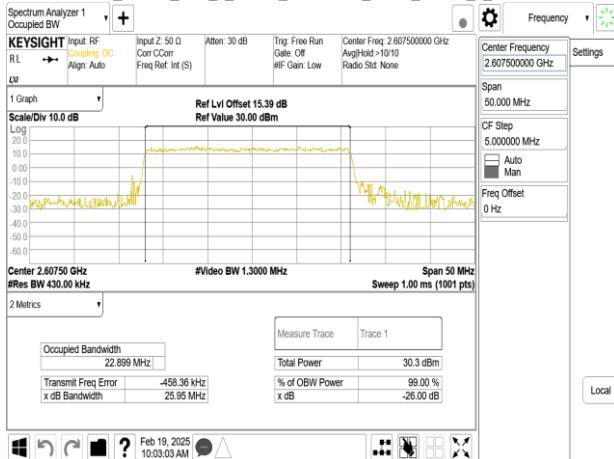 Spectrum Analyzer 1
Occupied BW
+
Frequency
KEYSIGHT
RL
LXI
Input: RF
Coupling: DC
Align: Auto
Input Z: 50 Ω
Corr CCorr
Freq Ref: Int (S)
Atten: 30 dB
Trig: Free Run
Gate: Off
#IF Gain: Low
Center Freq: 2.607500000 GHz
Avg|Hold:>10/10
Radio Std: None
Center Frequency
2.607500000 GHz
Settings
Span
50.000 MHz
CF Step
5.000000 MHz
Auto
Man
Freq Offset
0 Hz
Local
1 Graph
Scale/Div 10.0 dB
Ref Lvl Offset 15.39 dB
Ref Value 30.00 dBm
Log
20.0
10.0
0.00
-10.0
-20.0
-30.0
-40.0
-50.0
-60.0
Center 2.60750 GHz
#Video BW 1.3000 MHz
Span 50 MHz
#Res BW 430.00 kHz
Sweep 1.00 ms (1001 pts)
2 Metrics
Measure Trace
Trace 1
Occupied Bandwidth
22.899 MHz
Total Power
30.3 dBm
Transmit Freq Error
-458.36 kHz
% of OBW Power
99.00 %
x dB Bandwidth
25.95 MHz
x dB
-26.00 dB
?
Feb 19, 2025
10:03:03 AM